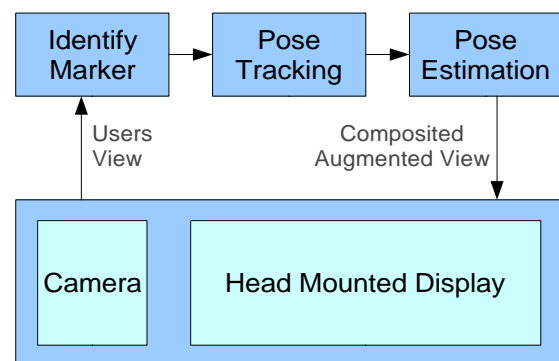 Identify
Marker
Pose
Tracking
Pose
Estimation
Users
View
Composited
Augmented View
Camera
Head Mounted Display